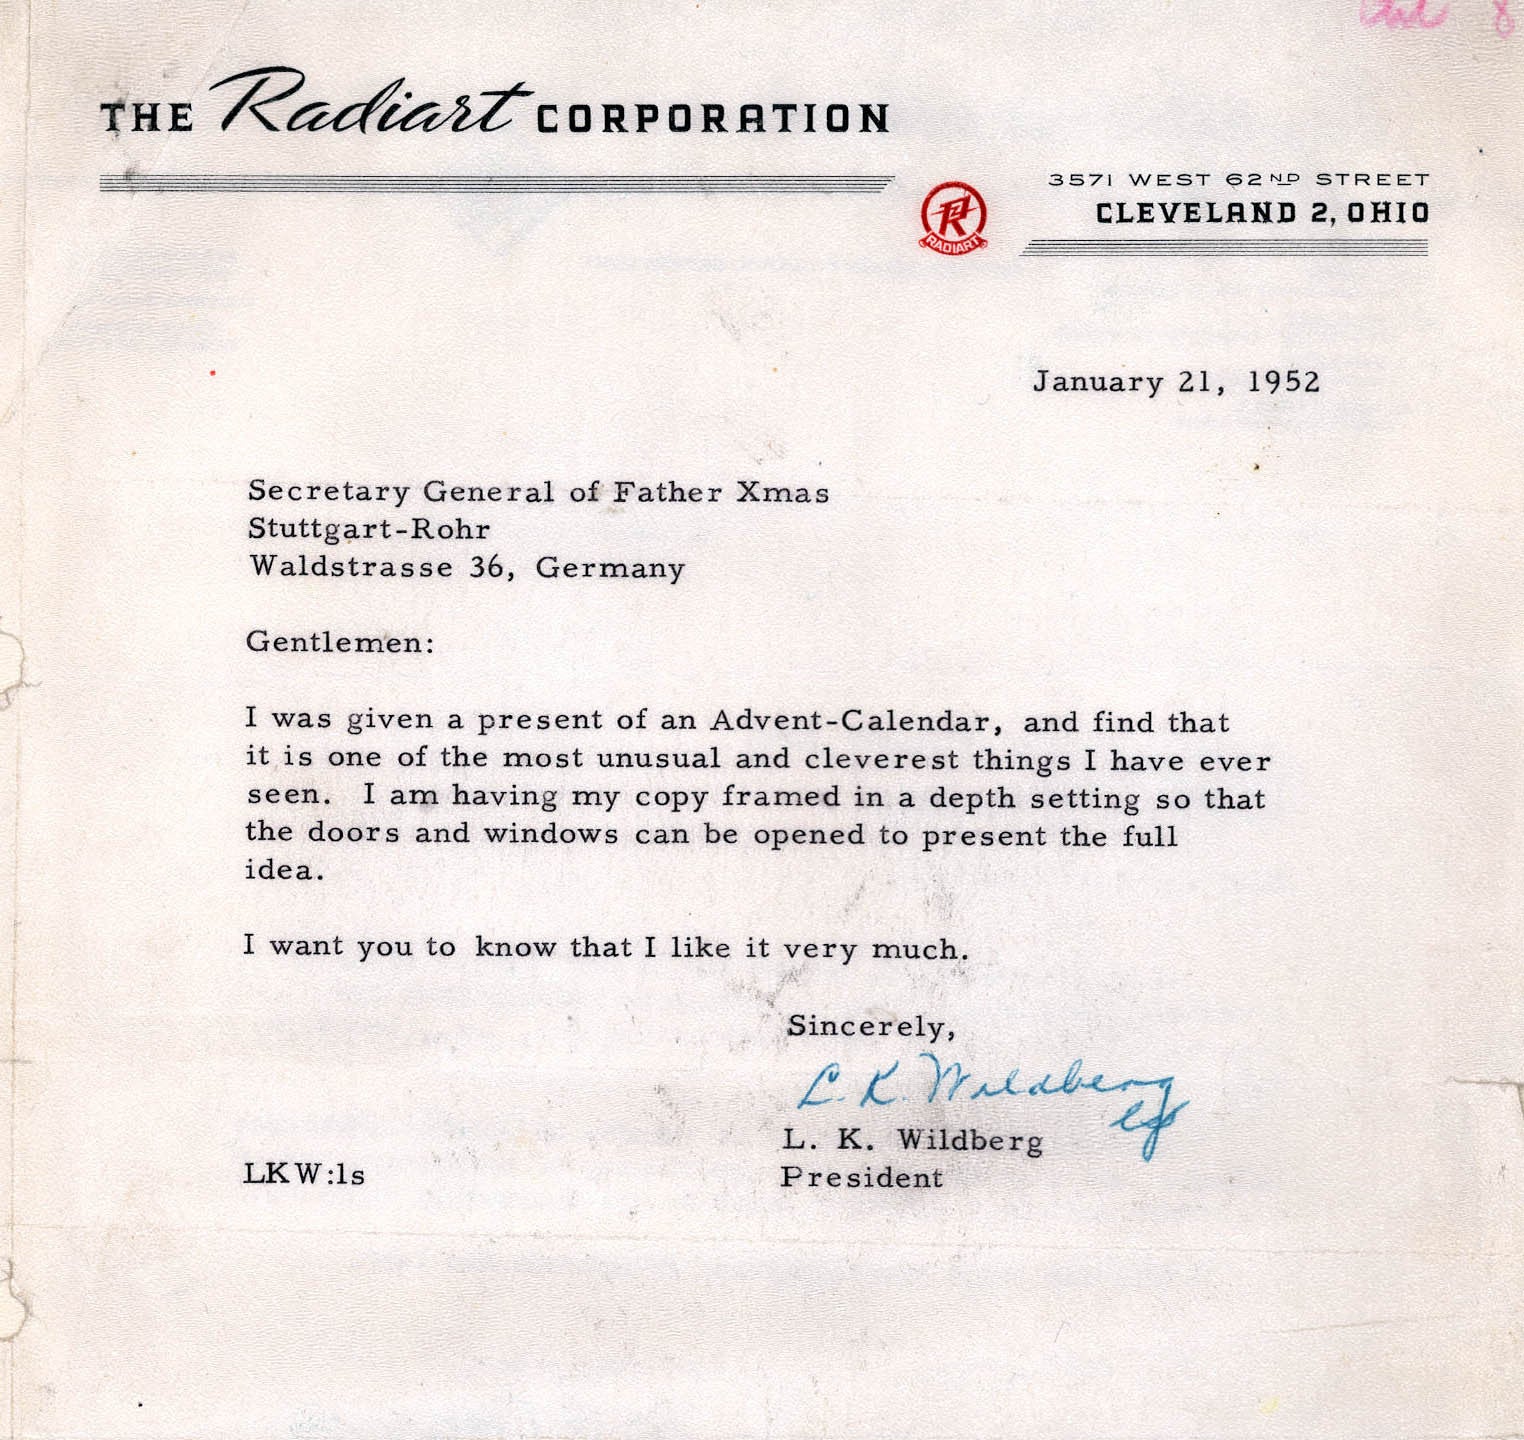 THE Radiart CORPORATION
3571 WEST 62ND STREET
CLEVELAND 2, OHIO
RADIART
January 21, 1952
Secretary General of Father Xmas
Stuttgart-Rohr
Waldstrasse 36, Germany
Gentlemen:
I was given a present of an Advent-Calendar, and find that
it is one of the most unusual and cleverest things I have ever
seen. I am having my copy framed in a depth setting so that
the doors and windows can be opened to present the full
idea.
I want you to know that I like it very much.
Sincerely,
L. K. Wildberg
L. K. Wildberg
LKW:ls
President